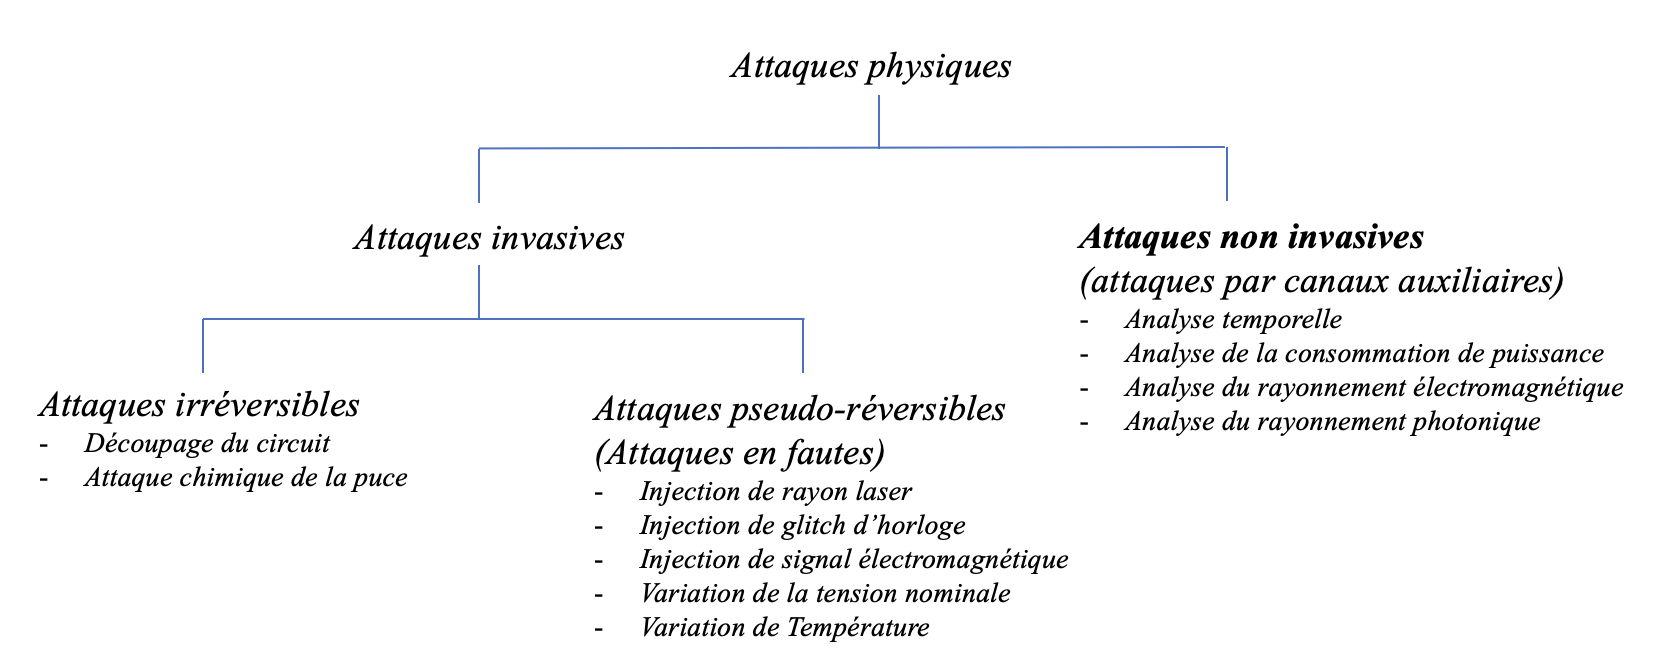 Attaques physiques
Attaques invasives
Attaques non invasives
(attaques par canaux auxiliaires)
- Analyse temporelle
- Analyse de la consommation de puissance
- Analyse du rayonnement électromagnétique
- Analyse du rayonnement photonique
Attaques irréversibles
- Découpage du circuit
- Attaque chimique de la puce
Attaques pseudo-réversibles
(Attaques en fautes)
- Injection de rayon laser
- Injection de glitch d’horloge
- Injection de signal électromagnétique
- Variation de la tension nominale
- Variation de Température